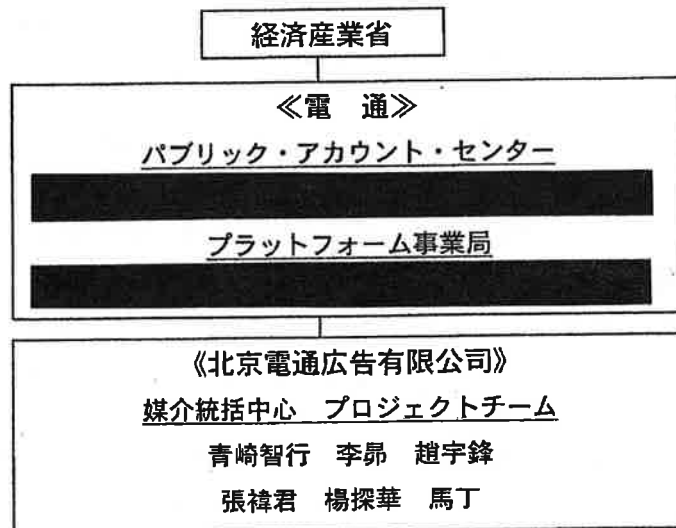 経済産業省
≪電　通≫
パブリック・アカウント・センター
プラットフォーム事業局
《北京電通広告有限公司》
媒介統括中心　プロジェクトチーム
青崎智行　李昴　趙宇鋒
張褘君　楊探華　馬丁